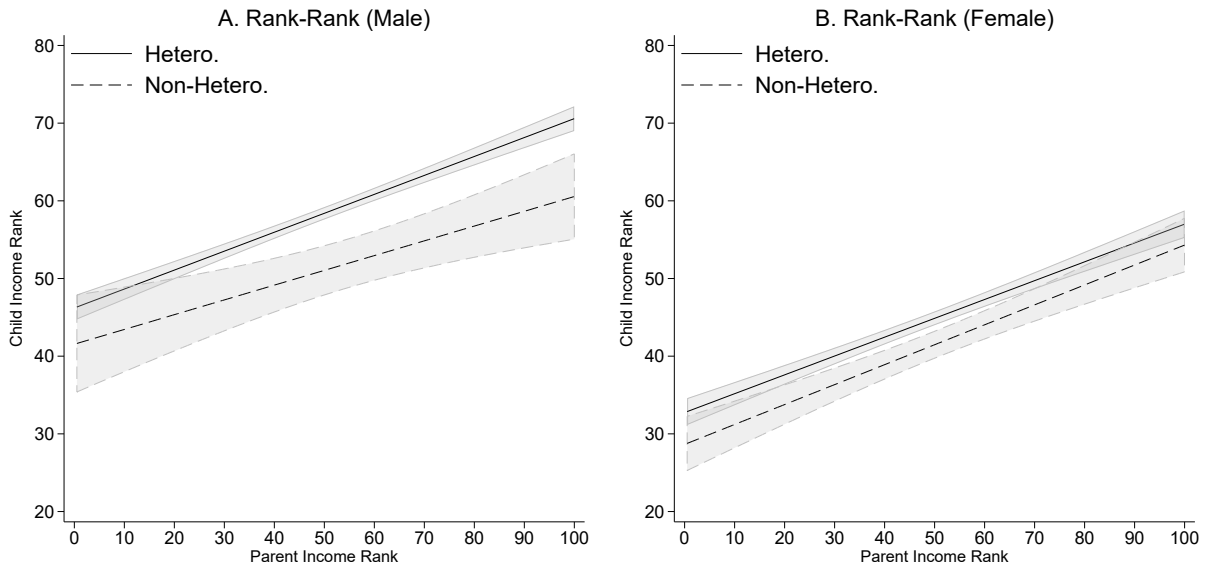 A. Rank-Rank (Male)
Hetero.
Non-Hetero.
80
70
60
50
40
30
20
Child Income Rank
0 10 20 30 40 50 60 70 80 90 100
Parent Income Rank
B. Rank-Rank (Female)
Hetero.
Non-Hetero.
80
70
60
50
40
30
20
Child Income Rank
0 10 20 30 40 50 60 70 80 90 100
Parent Income Rank